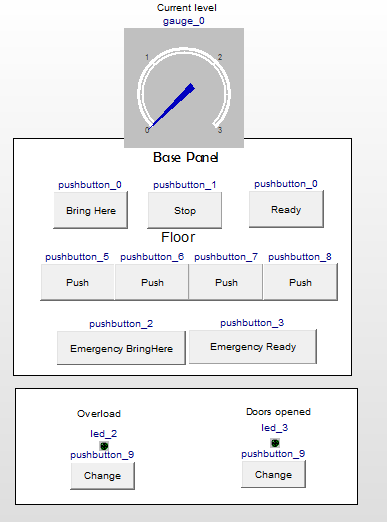 Current level
gauge_0
1
2
0
3
Base Panel
pushbutton_0
pushbutton_1
pushbutton_0
Bring Here
Stop
Ready
Floor
pushbutton_5
pushbutton_6
pushbutton_7
pushbutton_8
Push
Push
Push
Push
pushbutton_2
pushbutton_3
Emergency BringHere
Emergency Ready
Overload
Doors opened
led_2
led_3
pushbutton_9
pushbutton_9
Change
Change